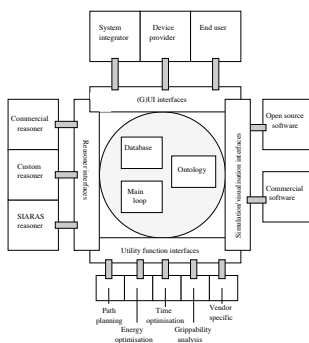 System
integrator
Device
provider
End user
(G)UI interfaces
Commercial
reasoner
Custom
reasoner
SIARAS
reasoner
Reasoner interfaces
Database
Ontology
Main
loop
Simulation/visualisation interfaces
Open source
software
Commercial
software
Utility function interfaces
Path
planning
Energy
optimisation
Time
optimisation
Grippability
analysis
Vendor
specific